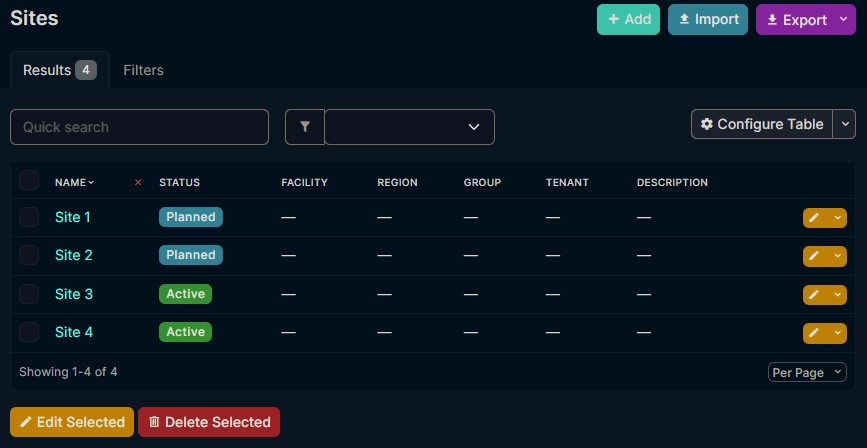 Sites
Add Import Export
Results 4 Filters
Quick search
Configure Table
NAME STATUS FACILITY REGION GROUP TENANT DESCRIPTION
Site 1 Planned — — — — —
Site 2 Planned — — — — —
Site 3 Active — — — — —
Site 4 Active — — — — —
Showing 1-4 of 4 Per Page
Edit Selected Delete Selected